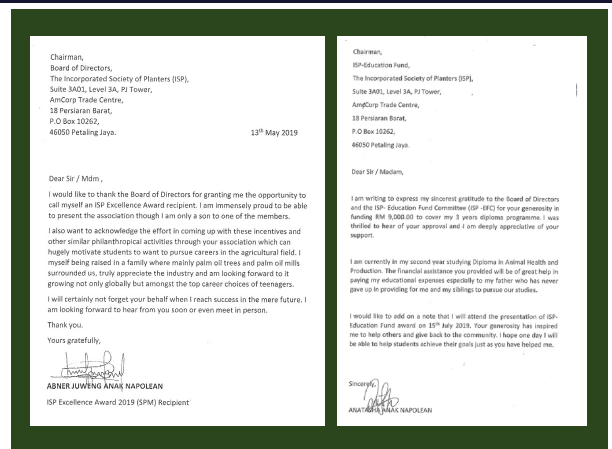 Chairman,
Board of Directors,
The Incorporated Society of Planters (ISP),
Suite 3A01, Level 3A, PJ Tower,
AmCorp Trade Centre,
18 Persiaran Barat,
P.O Box 10262,
46050 Petaling Jaya. 13th May 2019
Dear Sir / Mdm ,
I would like to thank the Board of Directors for granting me the opportunity to
call myself an ISP Excellence Award recipient. I am immensely proud to be able
to present the association though I am only a son to one of the members.
I also want to acknowledge the effort in coming up with these incentives and
other similar philanthropical activities through your association which can
hugely motivate students to want to pursue careers in the agricultural field. I
myself being raised in a family where mainly palm oil trees and palm oil mills
surrounded us, truly appreciate the industry and am looking forward to it
growing not only globally but amongst the top career choices of teenagers.
I will certainly not forget your behalf when I reach success in the mere future. I
am looking forward to hear from you soon or even meet in person.
Thank you.
Yours gratefully,
ABNER JUWENG ANAK NAPOLEAN
ISP Excellence Award 2019 (SPM) Recipient
Chairman,
ISP-Education Fund,
The Incorporated Society of Planters (ISP),
Suite 3A01, Level 3A, PJ Tower,
AmCorp Trade Centre,
18 Persiaran Barat,
P.O Box 10262,
46050 Petaling Jaya.
Dear Sir / Madam,
I am writing to express my sincerest gratitude to the Board of Directors
and the ISP- Education Fund Committee (ISP -EFC) for your generosity in
funding RM 9,000.00 to cover my 3 years diploma programme. I was
thrilled to hear of your approval and I am deeply appreciative of your
support.
I am currently in my second year studying Diploma in Animal Health and
Production. The financial assistance you provided will be of great help in
paying my educational expenses especially to my father who has never
gave up in providing for me and my siblings to pursue our studies.
I would like to add on a note that I will attend the presentation of ISP-
Education Fund award on 15th July 2019. Your generosity has inspired
me to help others and give back to the community. I hope one day I will
be able to help students achieve their goals just as you have helped me.
Sincerely,
ANAK NAPOLEAN